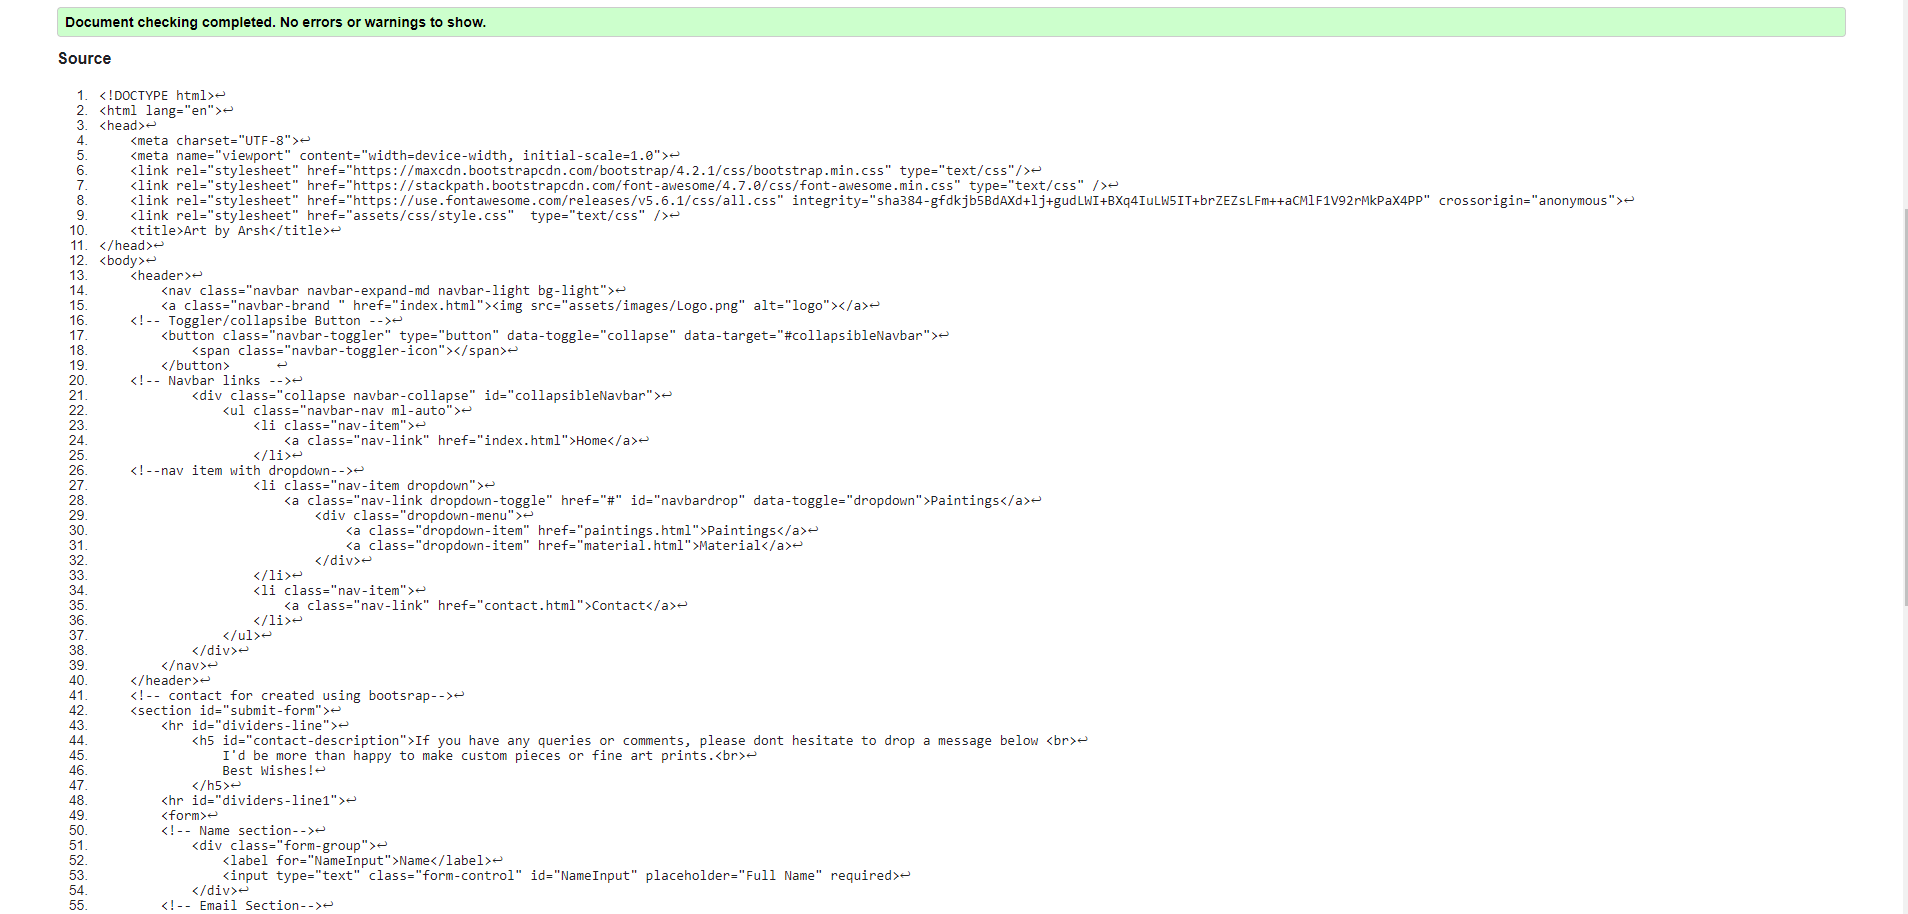 Document checking completed. No errors or warnings to show.
Source
1. <!DOCTYPE html>↩
2. <html lang="en">↩
3. <head>↩
4.     <meta charset="UTF-8">↩
5.     <meta name="viewport" content="width=device-width, initial-scale=1.0">↩
6.     <link rel="stylesheet" href="https://maxcdn.bootstrapcdn.com/bootstrap/4.2.1/css/bootstrap.min.css" type="text/css"/>↩
7.     <link rel="stylesheet" href="https://stackpath.bootstrapcdn.com/font-awesome/4.7.0/css/font-awesome.min.css" type="text/css" />↩
8.     <link rel="stylesheet" href="https://use.fontawesome.com/releases/v5.6.1/css/all.css" integrity="sha384-gfdkjb5BdAXd+lj+gudLWI+BXq4IuLW5IT+brZEZsLFm++aCMlF1V92rMkPaX4PP" crossorigin="anonymous">↩
9.     <link rel="stylesheet" href="assets/css/style.css"  type="text/css" />↩
10.     <title>Art by Arsh</title>↩
11. </head>↩
12. <body>↩
13.     <header>↩
14.         <nav class="navbar navbar-expand-md navbar-light bg-light">↩
15.         <a class="navbar-brand " href="index.html"><img src="assets/images/Logo.png" alt="logo"></a>↩
16.     <!-- Toggler/collapsibe Button -->↩
17.         <button class="navbar-toggler" type="button" data-toggle="collapse" data-target="#collapsibleNavbar">↩
18.             <span class="navbar-toggler-icon"></span>↩
19.         </button>      ↩
20.     <!-- Navbar links -->↩
21.             <div class="collapse navbar-collapse" id="collapsibleNavbar">↩
22.                 <ul class="navbar-nav ml-auto">↩
23.                     <li class="nav-item">↩
24.                         <a class="nav-link" href="index.html">Home</a>↩
25.                     </li>↩
26.     <!--nav item with dropdown-->↩
27.                     <li class="nav-item dropdown">↩
28.                         <a class="nav-link dropdown-toggle" href="#" id="navbardrop" data-toggle="dropdown">Paintings</a>↩
29.                             <div class="dropdown-menu">↩
30.                                 <a class="dropdown-item" href="paintings.html">Paintings</a>↩
31.                                 <a class="dropdown-item" href="material.html">Material</a>↩
32.                             </div>↩
33.                     </li>↩
34.                     <li class="nav-item">↩
35.                         <a class="nav-link" href="contact.html">Contact</a>↩
36.                     </li>↩
37.                 </ul>↩
38.             </div>↩
39.         </nav>↩
40.     </header>↩
41.     <!-- contact for created using bootsrap-->↩
42.     <section id="submit-form">↩
43.         <hr id="dividers-line">↩
44.             <h5 id="contact-description">If you have any queries or comments, please dont hesitate to drop a message below <br>↩
45.                 I'd be more than happy to make custom pieces or fine art prints.<br>↩
46.                 Best Wishes!↩
47.             </h5>↩
48.         <hr id="dividers-line1">↩
49.         <form>↩
50.         <!-- Name section-->↩
51.             <div class="form-group">↩
52.                 <label for="NameInput">Name</label>↩
53.                 <input type="text" class="form-control" id="NameInput" placeholder="Full Name" required>↩
54.             </div>↩
55.         <!-- Email Section-->↩